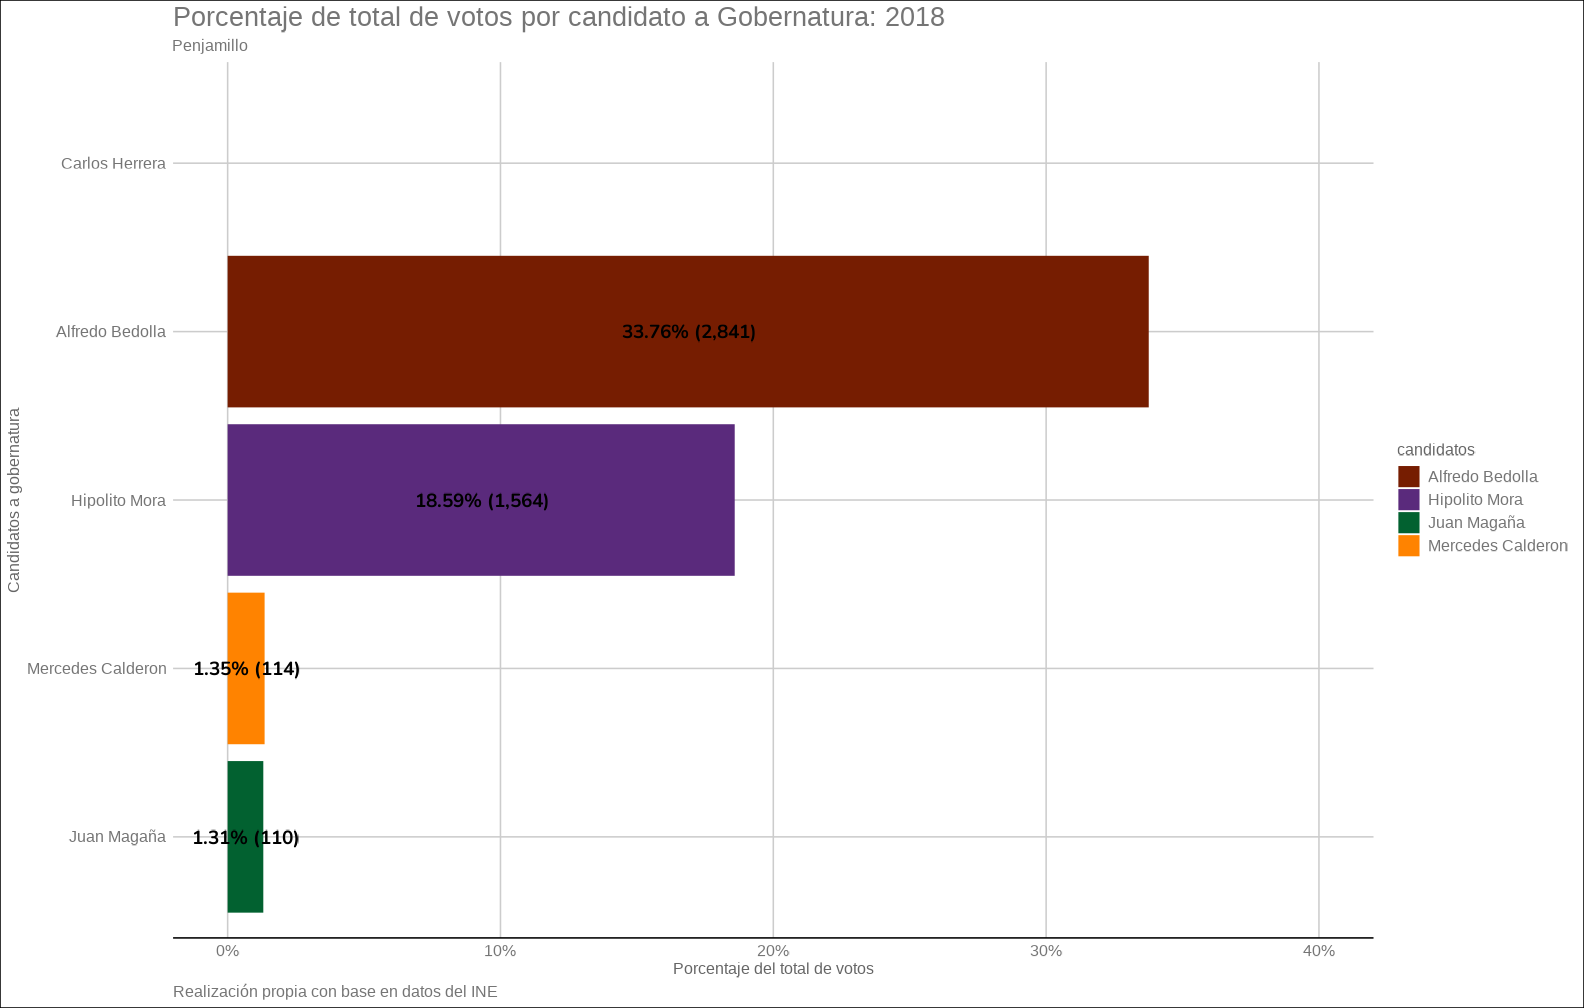 Porcentaje de total de votos por candidato a Gobernatura: 2018
Penjamillo
Candidatos a gobernatura
Carlos Herrera
Alfredo Bedolla
33.76% (2,841)
Hipolito Mora
18.59% (1,564)
Mercedes Calderon
1.35% (114)
Juan Magaña
1.31% (110)
candidatos
Alfredo Bedolla
Hipolito Mora
Juan Magaña
Mercedes Calderon
0% 10% 20% 30% 40%
Porcentaje del total de votos
Realización propia con base en datos del INE